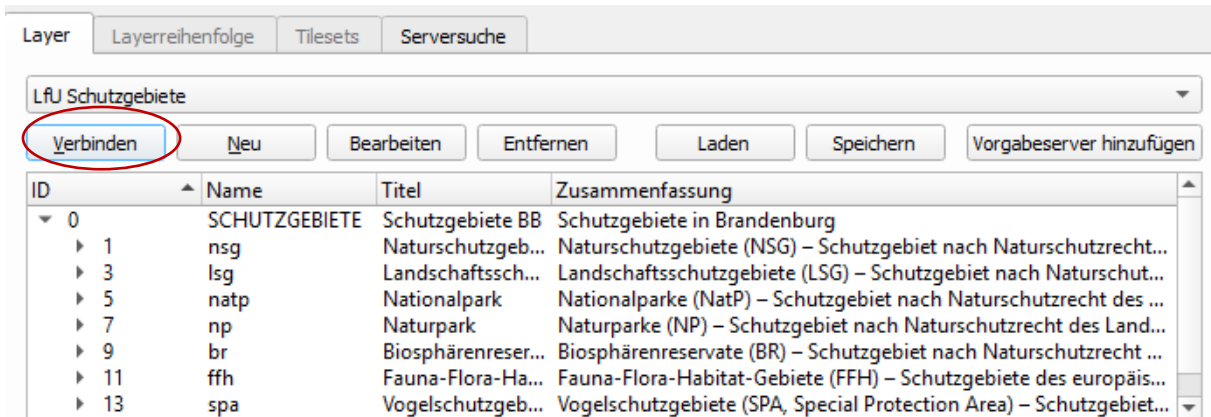 Layer Layerreihenfolge Tilesets Serversuche
LfU Schutzgebiete
Verbinden Neu Bearbeiten Entfernen Laden Speichern Vorgabeserver hinzufügen
ID Name Titel Zusammenfassung
0 SCHUTZGEBIETE Schutzgebiete BB Schutzgebiete in Brandenburg
1 nsg Naturschutzgeb... Naturschutzgebiete (NSG) – Schutzgebiet nach Naturschutzrecht...
3 lsg Landschaftssch... Landschaftsschutzgebiete (LSG) – Schutzgebiet nach Naturschut...
5 natp Nationalpark Nationalparke (NatP) – Schutzgebiet nach Naturschutzrecht des ...
7 np Naturpark Naturparke (NP) – Schutzgebiet nach Naturschutzrecht des Land...
9 br Biosphärenreser... Biosphärenreservate (BR) – Schutzgebiet nach Naturschutzrecht ...
11 ffh Fauna-Flora-Ha... Fauna-Flora-Habitat-Gebiete (FFH) – Schutzgebiete des europäis...
13 spa Vogelschutzgeb... Vogelschutzgebiete (SPA, Special Protection Area) – Schutzgebiet...